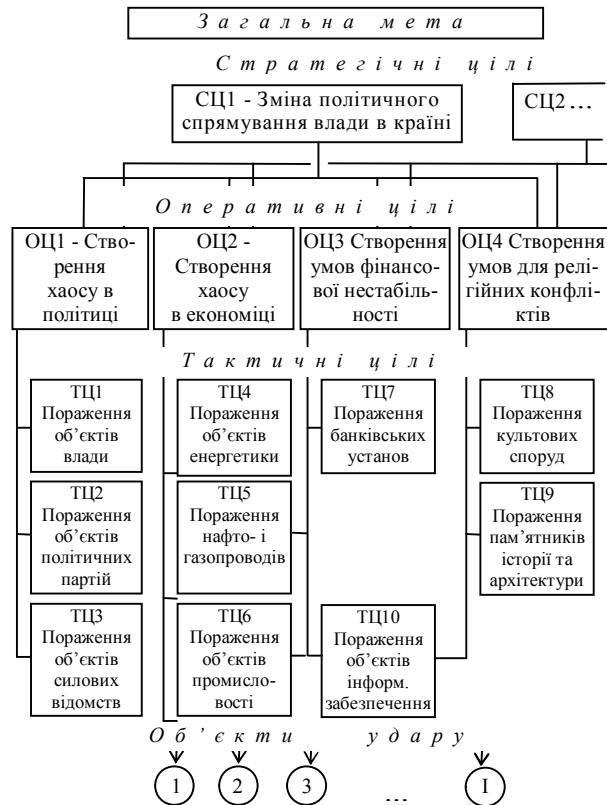 Загальна мета
Стратегічні цілі
СЦ1 - Зміна політичного
спрямування влади в країні
СЦ2 ...
Оперативні цілі
ОЦ1 - Ство-
рення
хаосу в
політиці
ОЦ2 -
Створення
хаосу
в економіці
ОЦ3 Створення
умов фінансо-
вої нестабіль-
ності
ОЦ4 Створення
умов для релі-
гійних конфлі-
ктів
Тактичні цілі
ТЦ1
Пораження
об’єктів
влади
ТЦ4
Пораження
об’єктів
енергетики
ТЦ7
Пораження
банківських
установ
ТЦ8
Пораження
культових
споруд
ТЦ2
Пораження
об’єктів
політичних
партій
ТЦ5
Пораження
нафто- і
газопроводів
ТЦ9
Пораження
пам’ятників
історії та
архітектури
ТЦ3
Пораження
об’єктів
силових
відомств
ТЦ6
Пораження
об’єктів
промисло-
вості
ТЦ10
Пораження
об’єктів
інформ.
забезпечення
Об’єкти удару
1 2 3 ... I